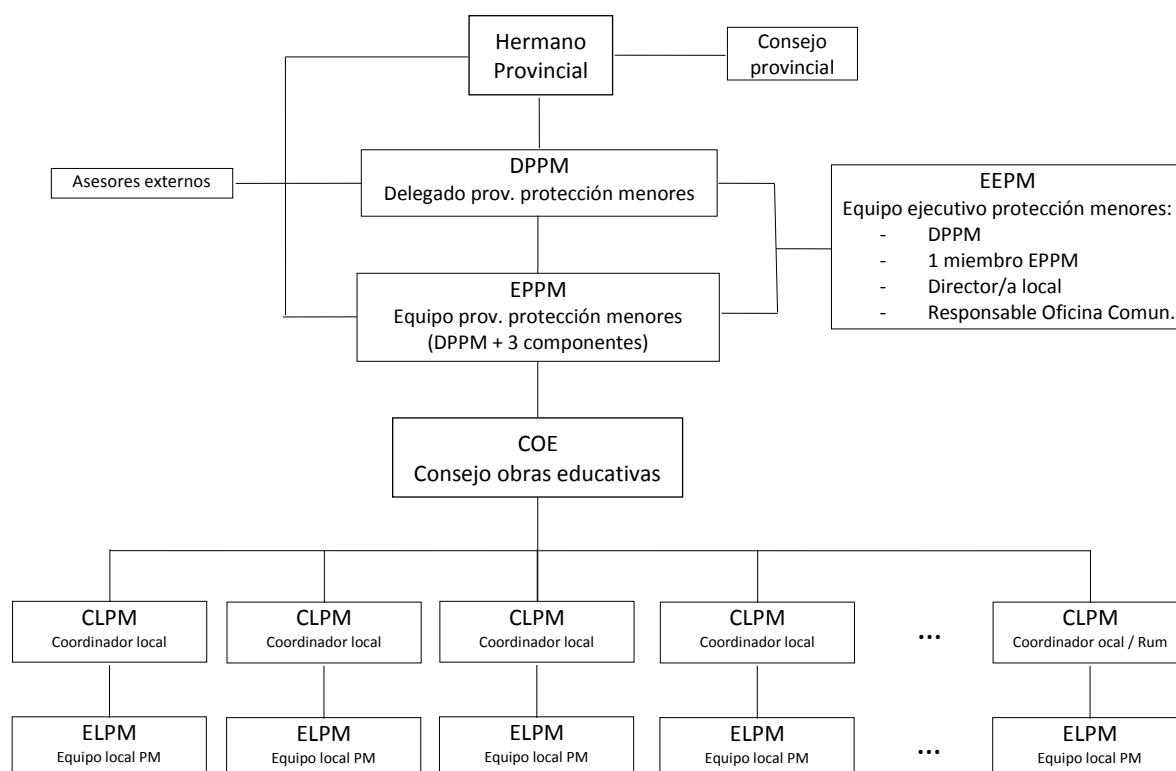 Hermano
Provincial
Consejo
provincial
DPPM
Delegado prov. protección menores
Asesores externos
EEPM
Equipo ejecutivo protección menores:
- DPPM
- 1 miembro EPPM
- Director/a local
- Responsable Oficina Comun.
EPPM
Equipo prov. protección menores
(DPPM + 3 componentes)
COE
Consejo obras educativas
CLPM
Coordinador local
CLPM
Coordinador local
CLPM
Coordinador local
CLPM
Coordinador local
...
CLPM
Coordinador ocal / Rum
ELPM
Equipo local PM
ELPM
Equipo local PM
ELPM
Equipo local PM
ELPM
Equipo local PM
...
ELPM
Equipo local PM